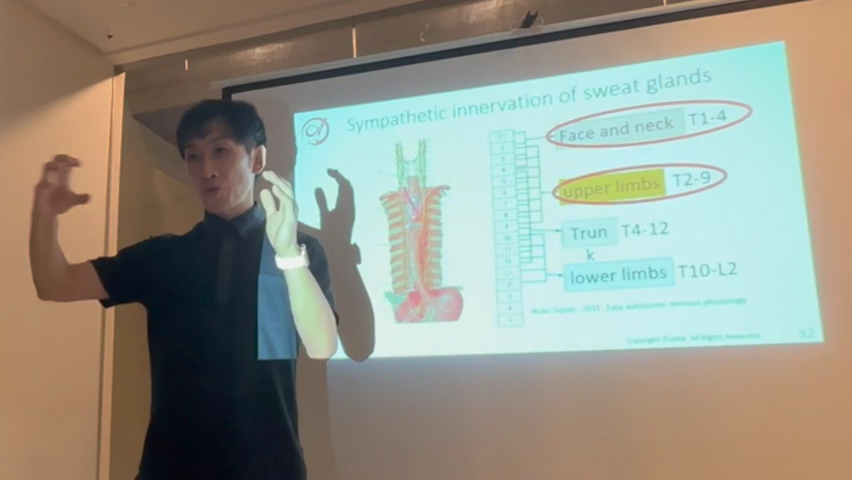 Sympathetic innervation of sweat glands
Face and neck T1-4
upper limbs T2-9
Trun T4-12
k
lower limbs T10-L2
32